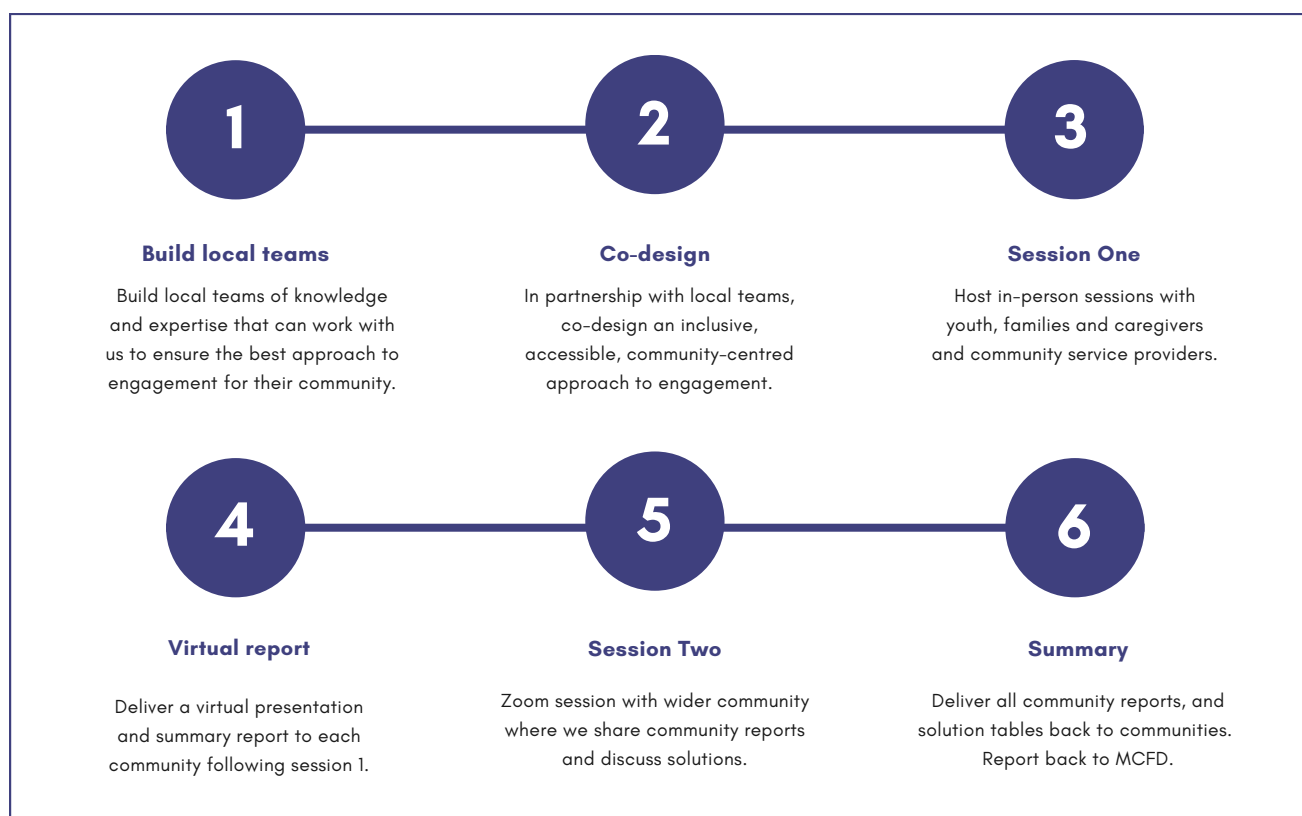 1
Build local teams
Build local teams of knowledge
and expertise that can work with
us to ensure the best approach to
engagement for their community.
2
Co-design
In partnership with local teams,
co-design an inclusive,
accessible, community-centred
approach to engagement.
3
Session One
Host in-person sessions with
youth, families and caregivers
and community service providers.
4
Virtual report
Deliver a virtual presentation
and summary report to each
community following session 1.
5
Session Two
Zoom session with wider community
where we share community reports
and discuss solutions.
6
Summary
Deliver all community reports, and
solution tables back to communities.
Report back to MCFD.